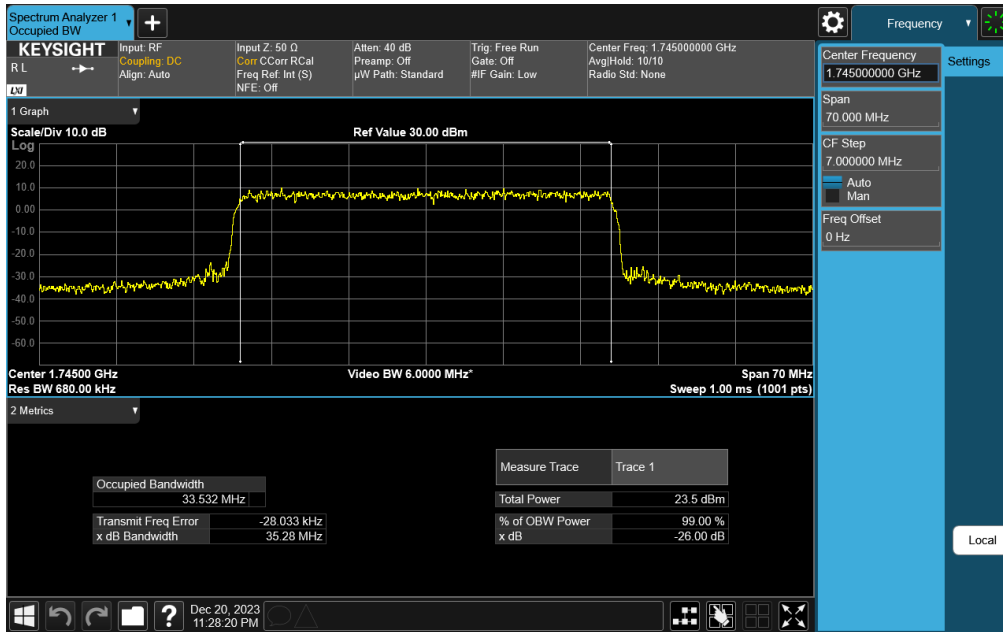 Spectrum Analyzer 1
Occupied BW
Frequency
KEYSIGHT
R L
LXI
Input: RF
Coupling: DC
Align: Auto
Input Z: 50 Ω
Corr CCorr RCal
Freq Ref: Int (S)
NFE: Off
Atten: 40 dB
Preamp: Off
µW Path: Standard
Trig: Free Run
Gate: Off
#IF Gain: Low
Center Freq: 1.745000000 GHz
Avg|Hold: 10/10
Radio Std: None
Center Frequency
1.745000000 GHz
Settings
Span
70.000 MHz
CF Step
7.000000 MHz
Auto
Man
Freq Offset
0 Hz
Local
1 Graph
Scale/Div 10.0 dB
Ref Value 30.00 dBm
Log
20.0
10.0
0.00
-10.0
-20.0
-30.0
-40.0
-50.0
-60.0
Center 1.74500 GHz
Video BW 6.0000 MHz*
Span 70 MHz
Res BW 680.00 kHz
Sweep 1.00 ms (1001 pts)
2 Metrics
Measure Trace Trace 1
Occupied Bandwidth
33.532 MHz
Total Power 23.5 dBm
Transmit Freq Error -28.033 kHz
% of OBW Power 99.00 %
x dB Bandwidth 35.28 MHz
x dB -26.00 dB
?
Dec 20, 2023
11:28:20 PM